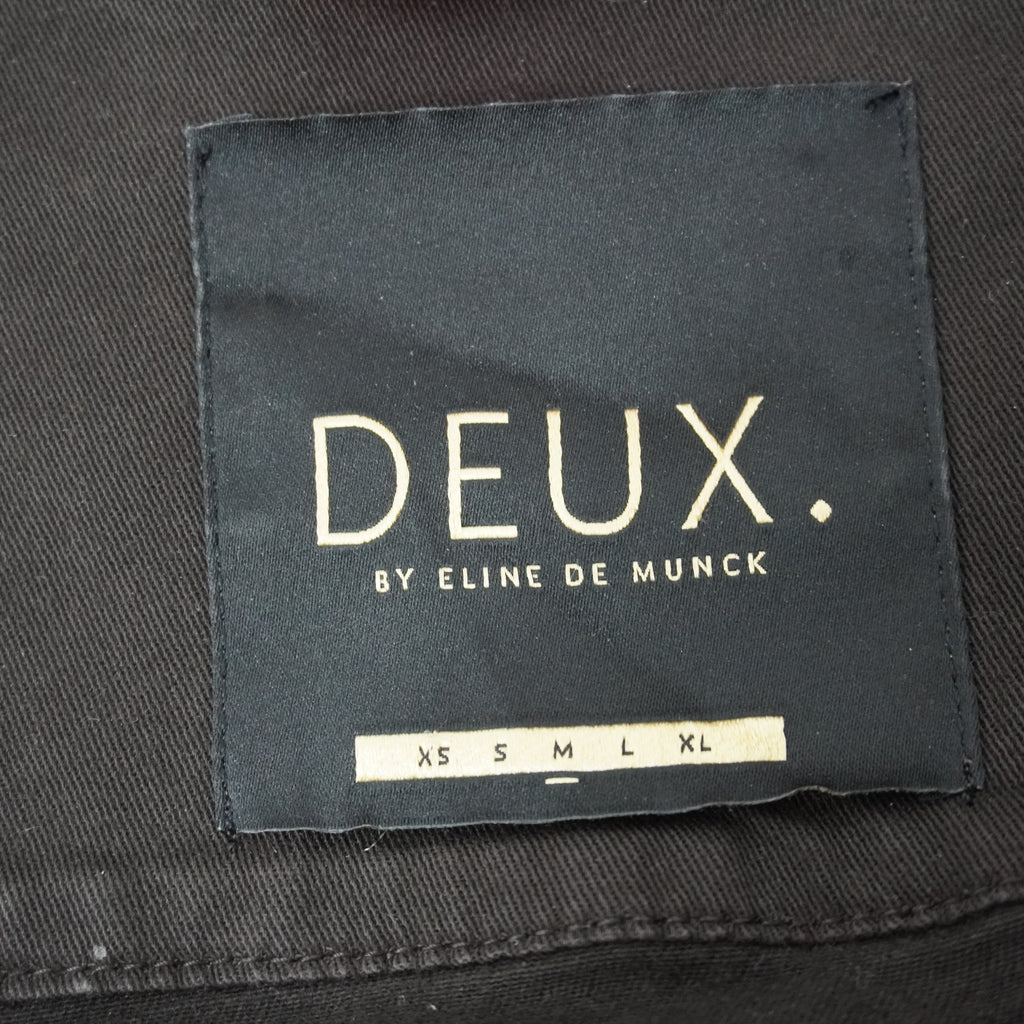 DEUX.
BY ELINE DE MUNCK
XS S M L XL